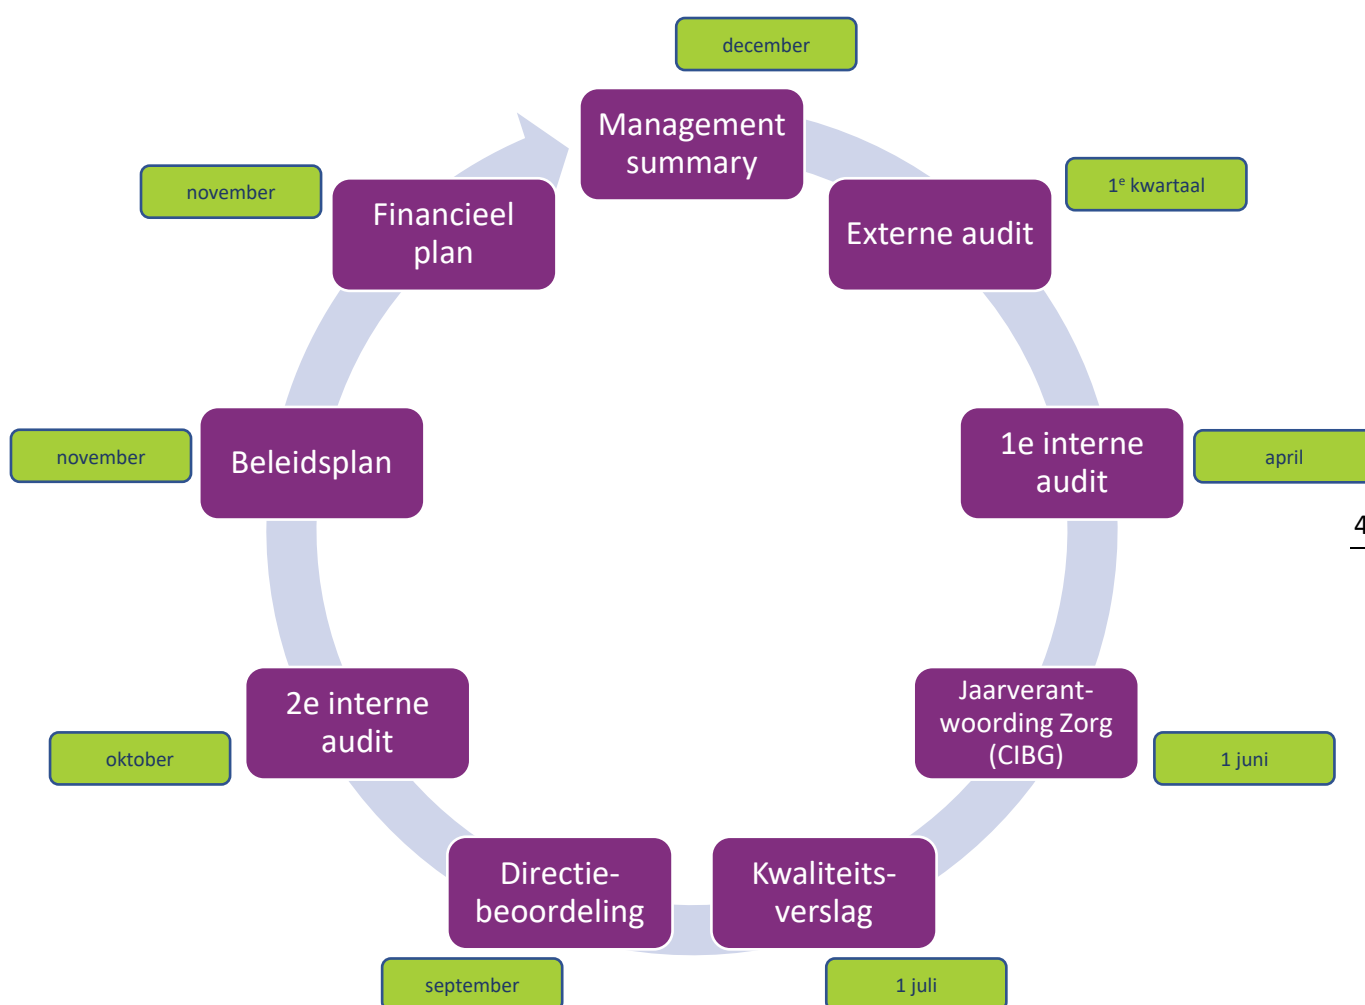 december
Management
summary
1e kwartaal
Externe audit
november
Financieel
plan
november
Beleidsplan
1e interne
audit
april
4
Jaarverant-
woording Zorg
(CIBG)
1 juni
2e interne
audit
oktober
Directie-
beoordeling
september
Kwaliteits-
verslag
1 juli